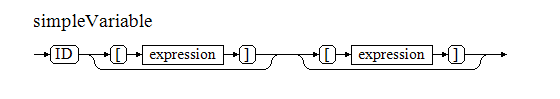 simpleVariable
ID [ expression ] [ expression ]